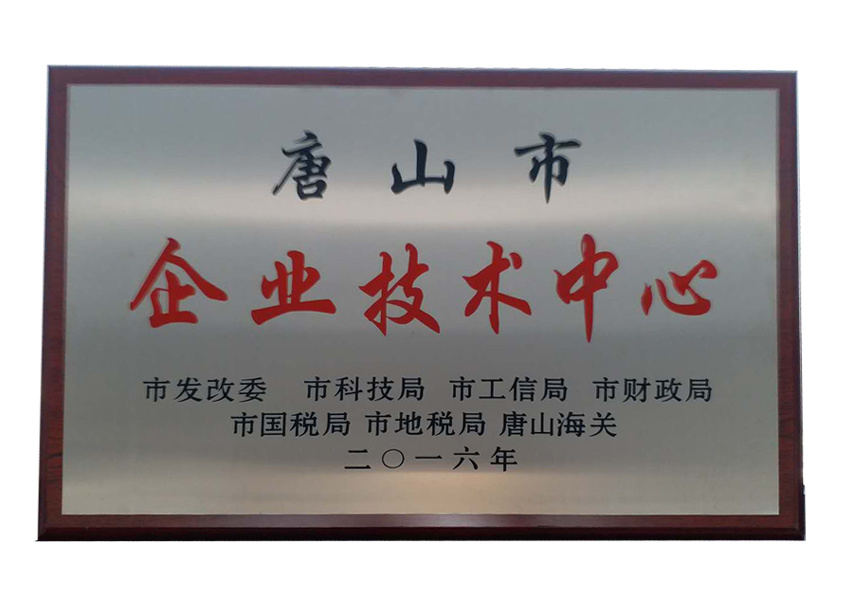 唐山市
企业技术中心
市发改委 市科技局 市工信局 市财政局
市国税局 市地税局 唐山海关
二〇一六年